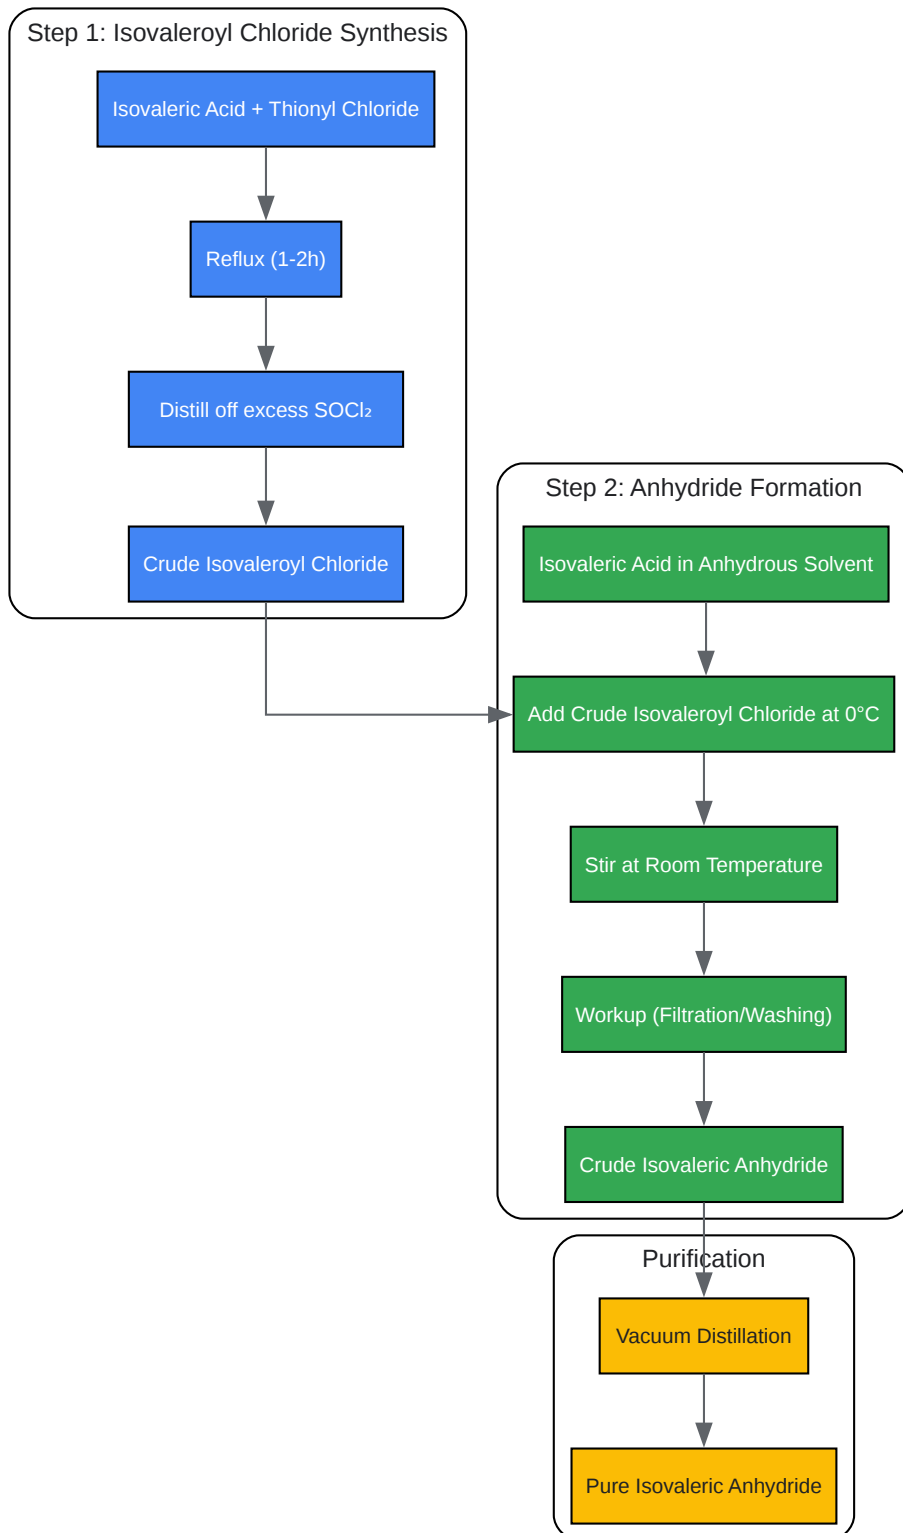 Step 1: Isovaleroyl Chloride Synthesis
Isovaleric Acid + Thionyl Chloride
Reflux (1-2h)
Distill off excess SOCl₂
Crude Isovaleroyl Chloride
Step 2: Anhydride Formation
Isovaleric Acid in Anhydrous Solvent
Add Crude Isovaleroyl Chloride at 0°C
Stir at Room Temperature
Workup (Filtration/Washing)
Crude Isovaleric Anhydride
Purification
Vacuum Distillation
Pure Isovaleric Anhydride